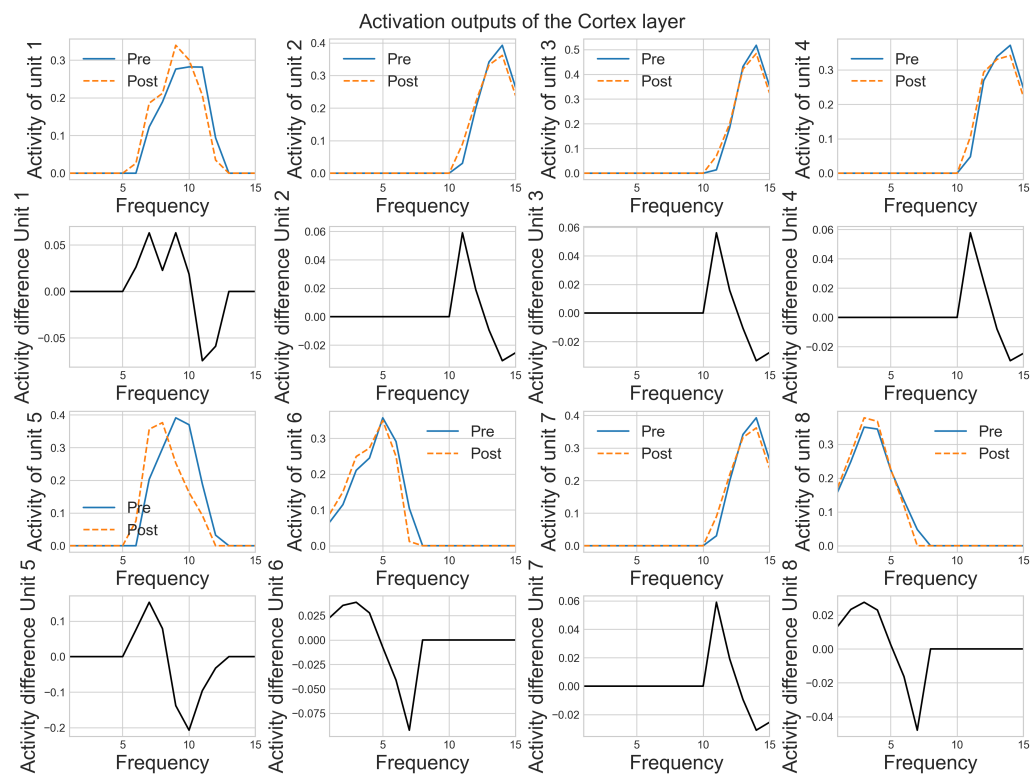 Activation outputs of the Cortex layer
Activity of unit 1
0.3
0.2
0.1
0.0
Pre
Post
5
10
15
Frequency
Activity of unit 2
0.4
0.3
0.2
0.1
0.0
Pre
Post
5
10
15
Frequency
Activity of unit 3
0.5
0.4
0.3
0.2
0.1
0.0
Pre
Post
5
10
15
Frequency
Activity of unit 4
0.3
0.2
0.1
0.0
Pre
Post
5
10
15
Frequency
Activity difference Unit 1
0.05
0.00
−0.05
5
10
15
Frequency
Activity difference Unit 2
0.06
0.04
0.02
0.00
−0.02
5
10
15
Frequency
Activity difference Unit 3
0.06
0.04
0.02
0.00
−0.02
5
10
15
Frequency
Activity difference Unit 4
0.06
0.04
0.02
0.00
−0.02
5
10
15
Frequency
Activity of unit 5
0.4
0.3
0.2
0.1
0.0
Pre
Post
5
10
15
Frequency
Activity of unit 6
0.3
0.2
0.1
0.0
Pre
Post
5
10
15
Frequency
Activity of unit 7
0.4
0.3
0.2
0.1
0.0
Pre
Post
5
10
15
Frequency
Activity of unit 8
0.3
0.2
0.1
0.0
Pre
Post
5
10
15
Frequency
Activity difference Unit 5
0.1
0.0
−0.1
−0.2
5
10
15
Frequency
Activity difference Unit 6
0.025
0.000
−0.025
−0.050
−0.075
5
10
15
Frequency
Activity difference Unit 7
0.06
0.04
0.02
0.00
−0.02
5
10
15
Frequency
Activity difference Unit 8
0.02
0.00
−0.02
−0.04
5
10
15
Frequency